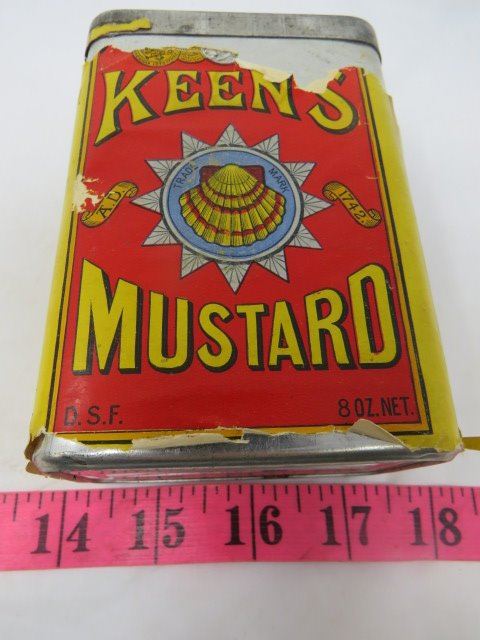 KEEN'S
TRADE MARK
A.D. 1742.
MUSTARD
D.S.F. 8 OZ. NET.
14 15 16 17 18